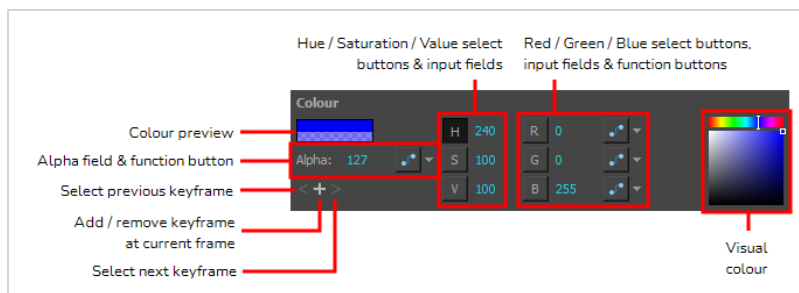 Hue / Saturation / Value select
buttons & input fields
Red / Green / Blue select buttons,
input fields & function buttons
Colour
Colour preview
H 240 R 0
Alpha field & function button
Alpha: 127 S 100 G 0
Select previous keyframe
< + > V 100 B 255
Add / remove keyframe
at current frame
Select next keyframe
Visual
colour